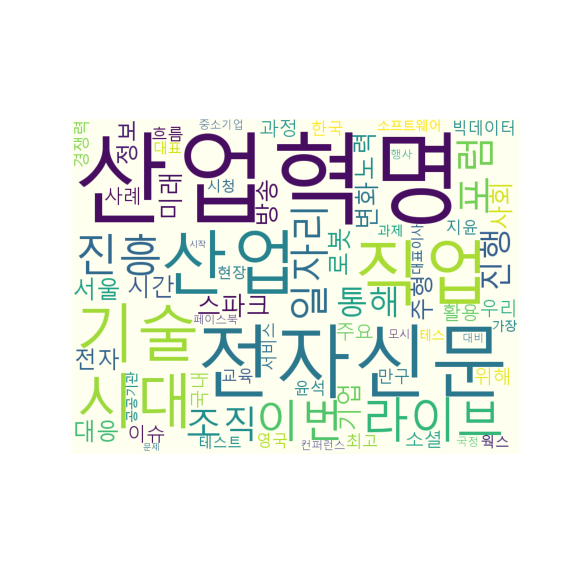 경쟁력
정보
흐름
대표
중소기업
과정
한국
소프트웨어
빅데이터
산업혁명
사례
미래
시청
방송
변화
노력
행사
포럼
사회
진흥
산업
현장
시작
일자리
로봇
과제
직업
대표이사
지윤
진행
서울
시간
스파크
페이스북
통해
주형
활용
우리
기술
전자신문
주요
모시
테스
대비
가장
전자
공공기관
국내
교육
서비스
윤석
만구
위해
시대
조직
이번
기업
라이브
대응
이슈
문제
테스트
영국
컨퍼런스
최고
소셜
국정
웍스